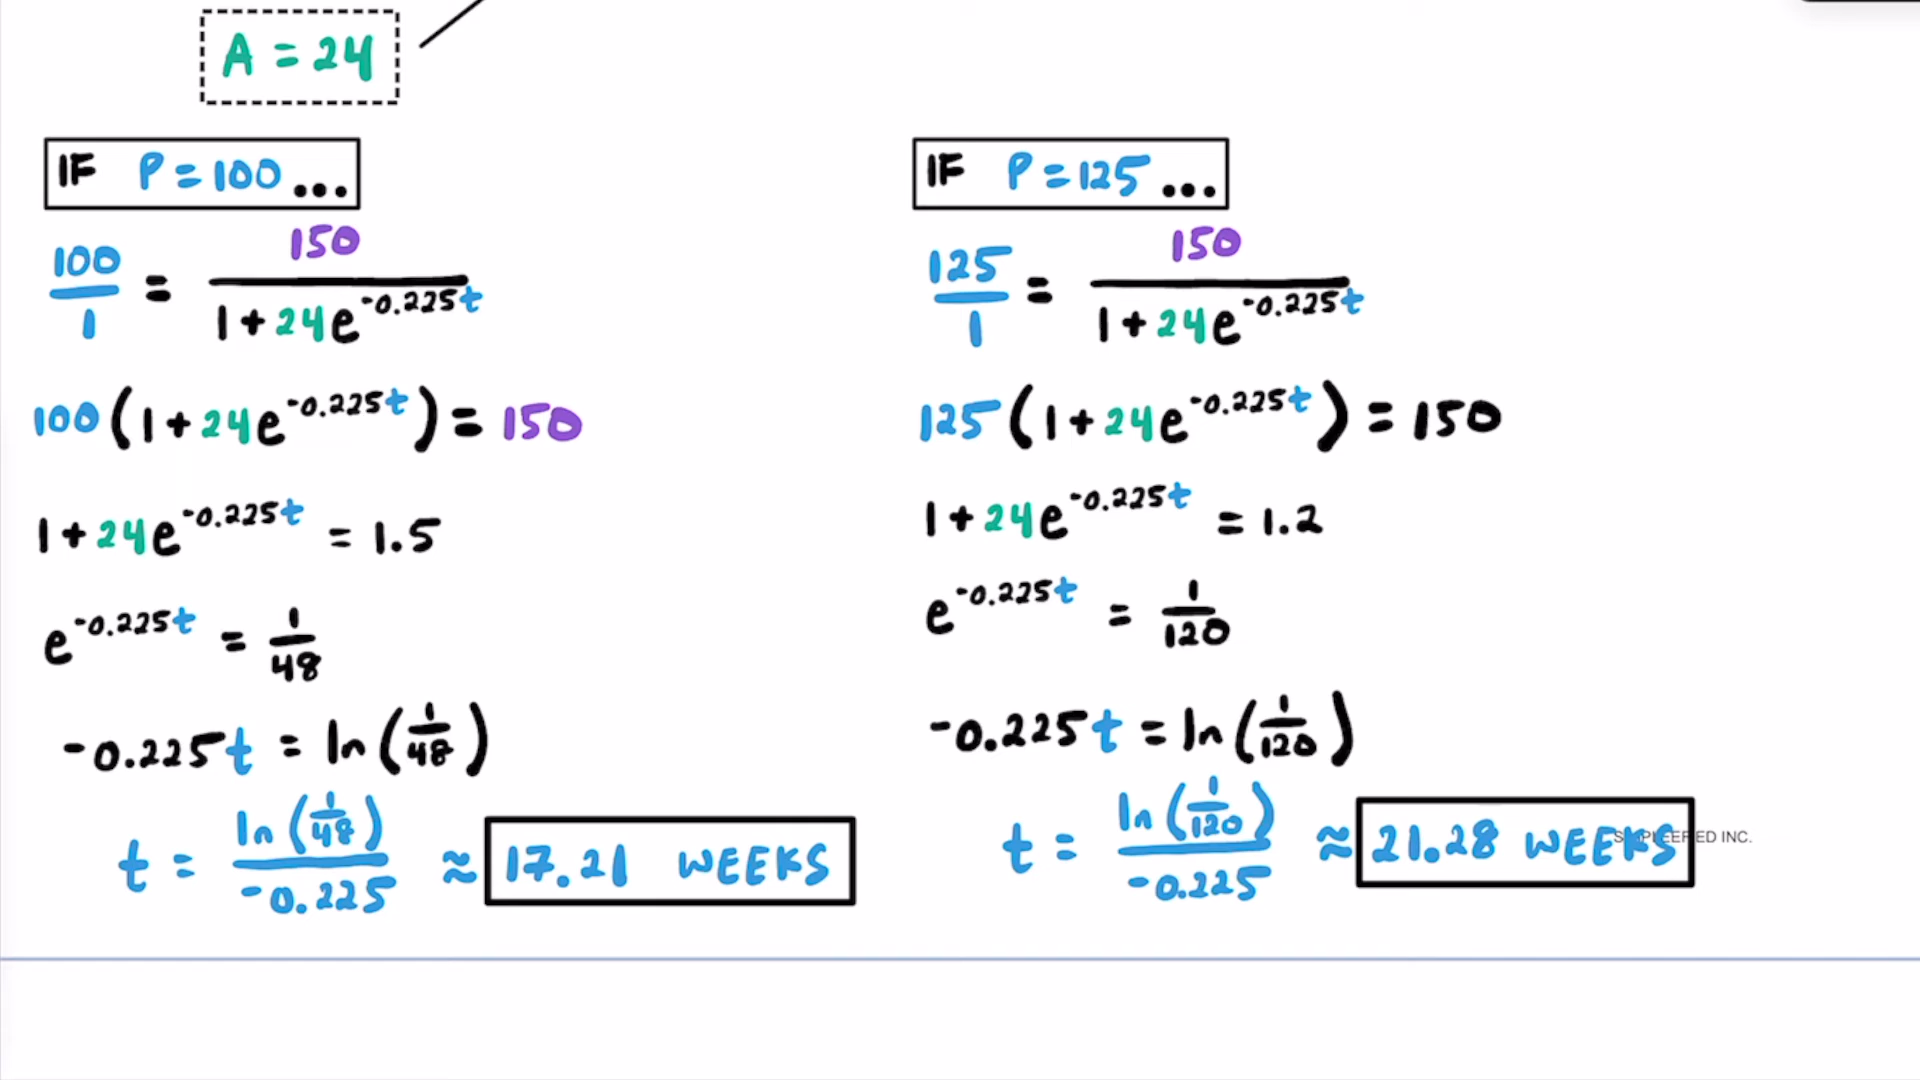 A = 24
IF P = 100 ...
100/1 = 150/(1 + 24e^(-0.225t))
100(1 + 24e^(-0.225t)) = 150
1 + 24e^(-0.225t) = 1.5
e^(-0.225t) = 1/48
-0.225t = ln(1/48)
t = ln(1/48)/(-0.225) ≈ 17.21 WEEKS
IF P = 125 ...
125/1 = 150/(1 + 24e^(-0.225t))
125(1 + 24e^(-0.225t)) = 150
1 + 24e^(-0.225t) = 1.2
e^(-0.225t) = 1/120
-0.225t = ln(1/120)
t = ln(1/120)/(-0.225) ≈ 21.28 WEEKS
INC.